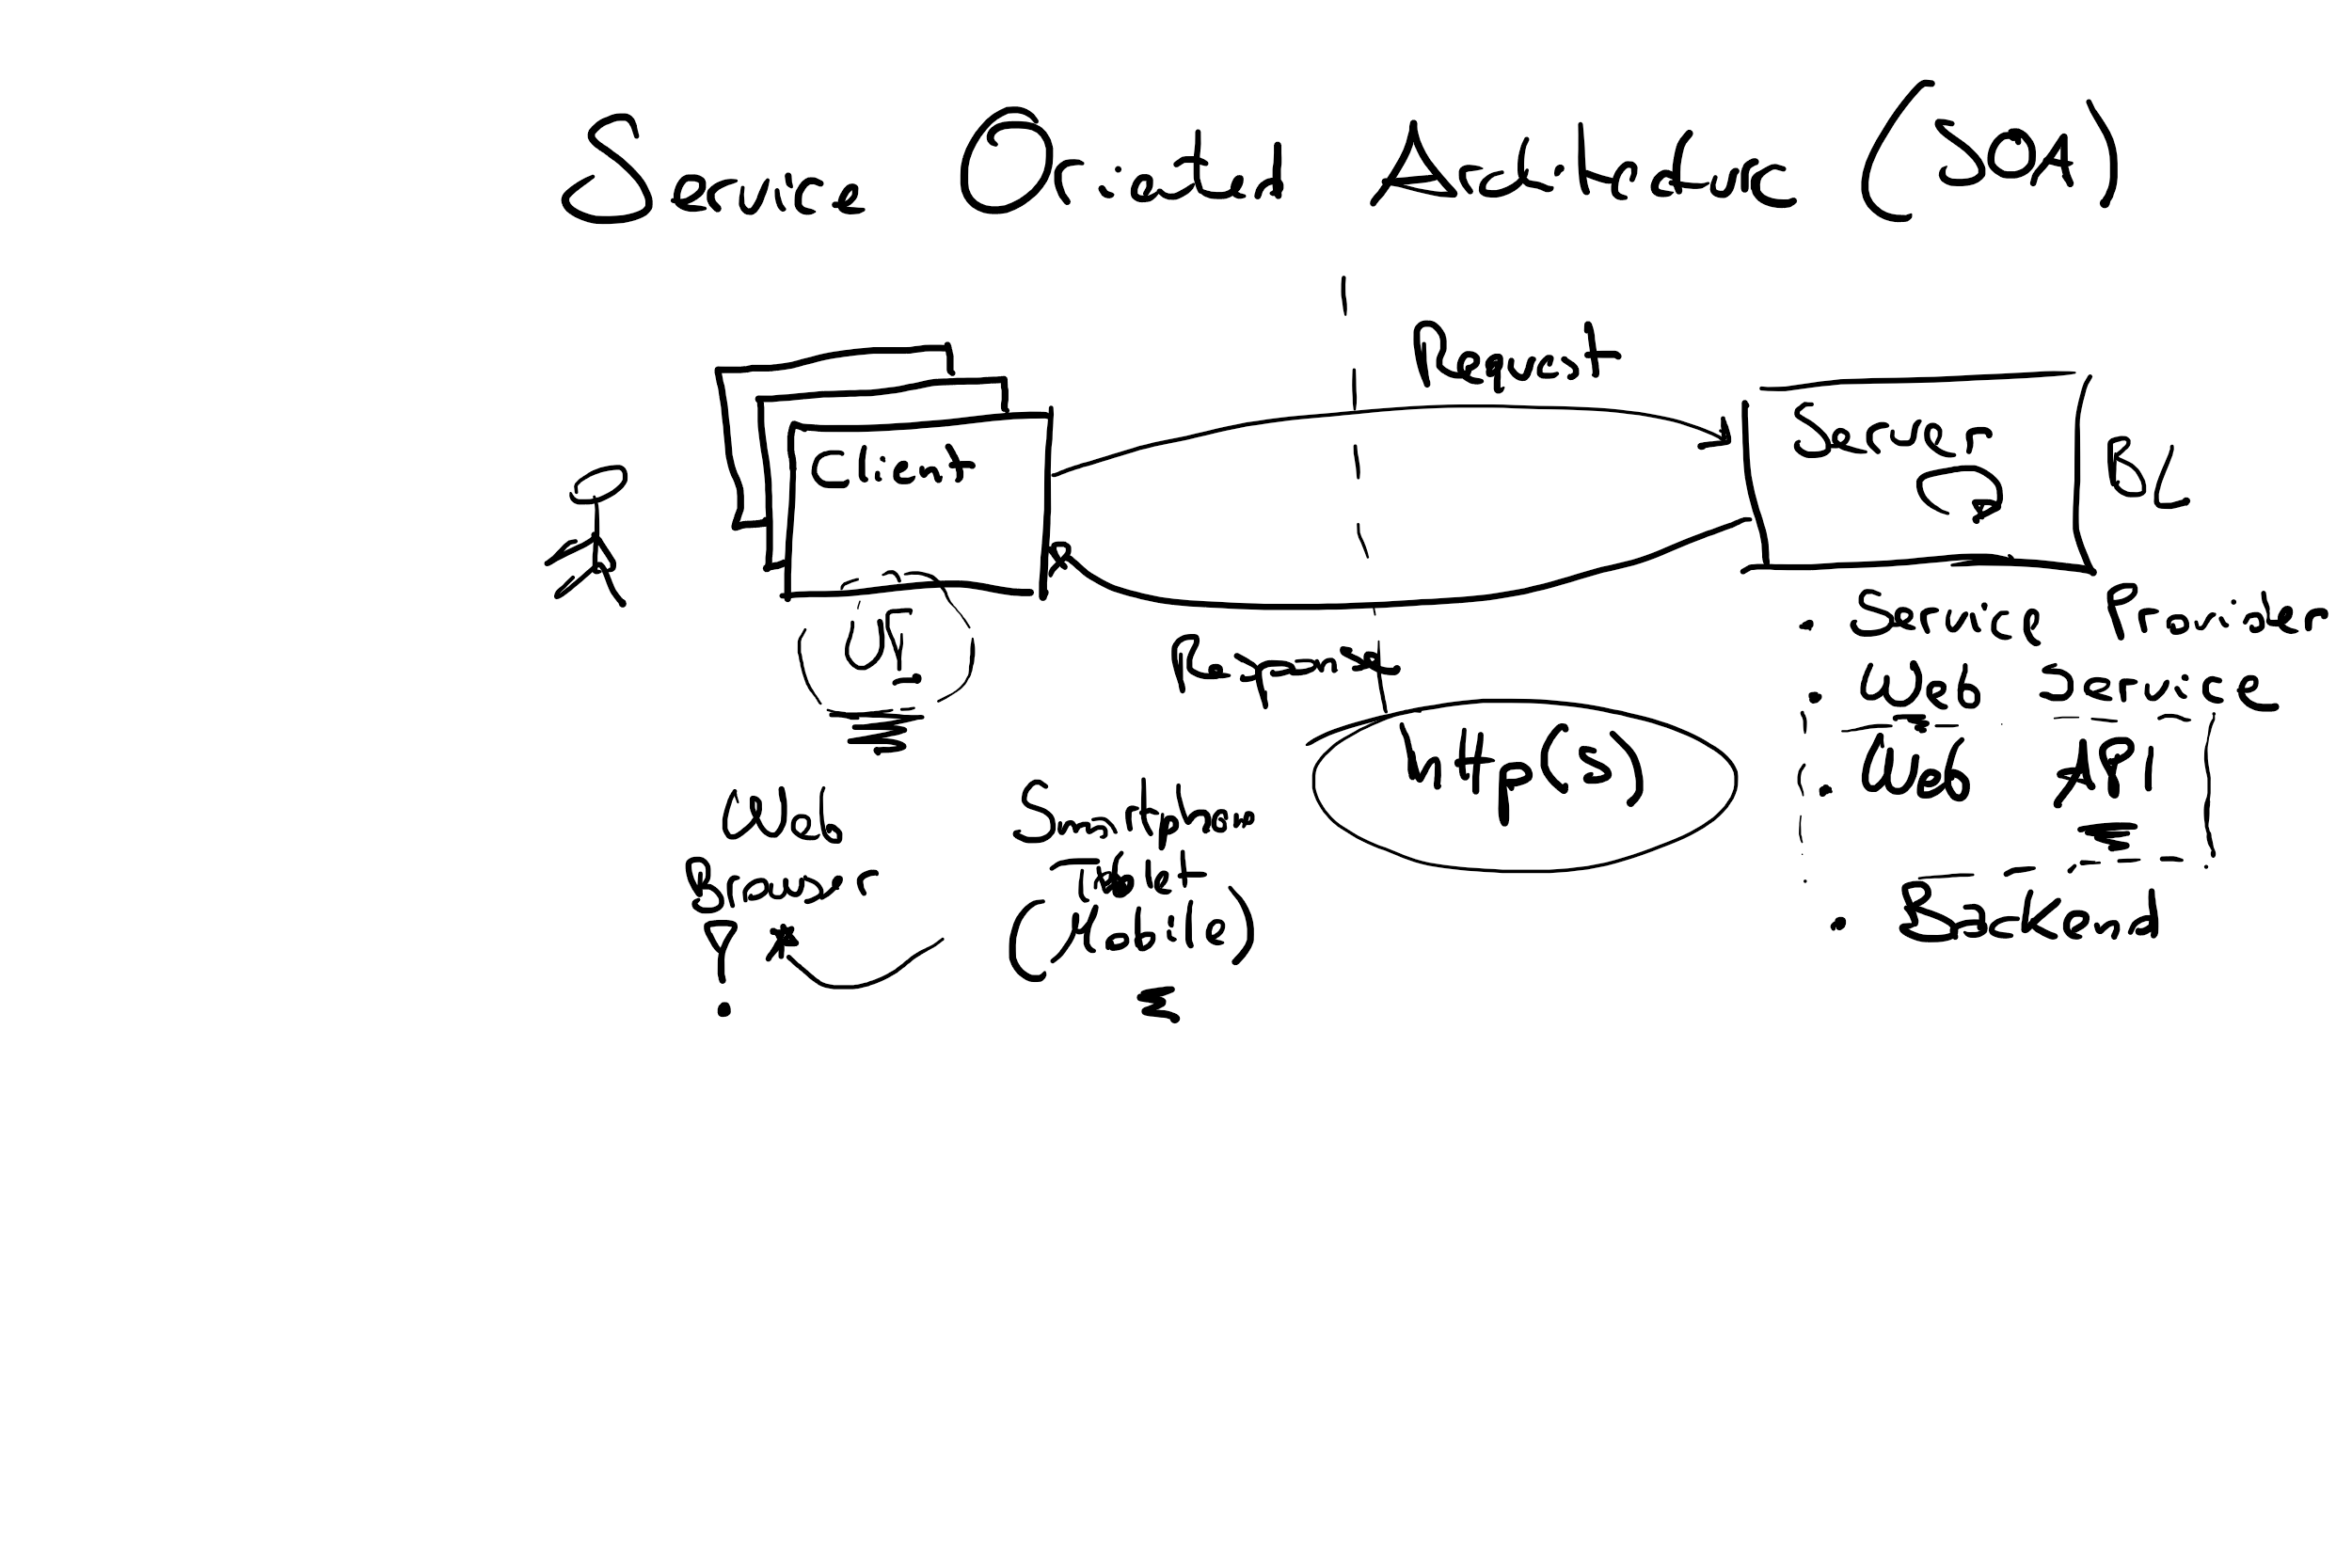 Service Oriented Architecture (SOA)
Request
Client
Server
BL
UI
Response
http(s)
Web
Browser
Smartphone
Tablet
(Mobile)
• Service Provider
• Web Service
• Web API
• Backend